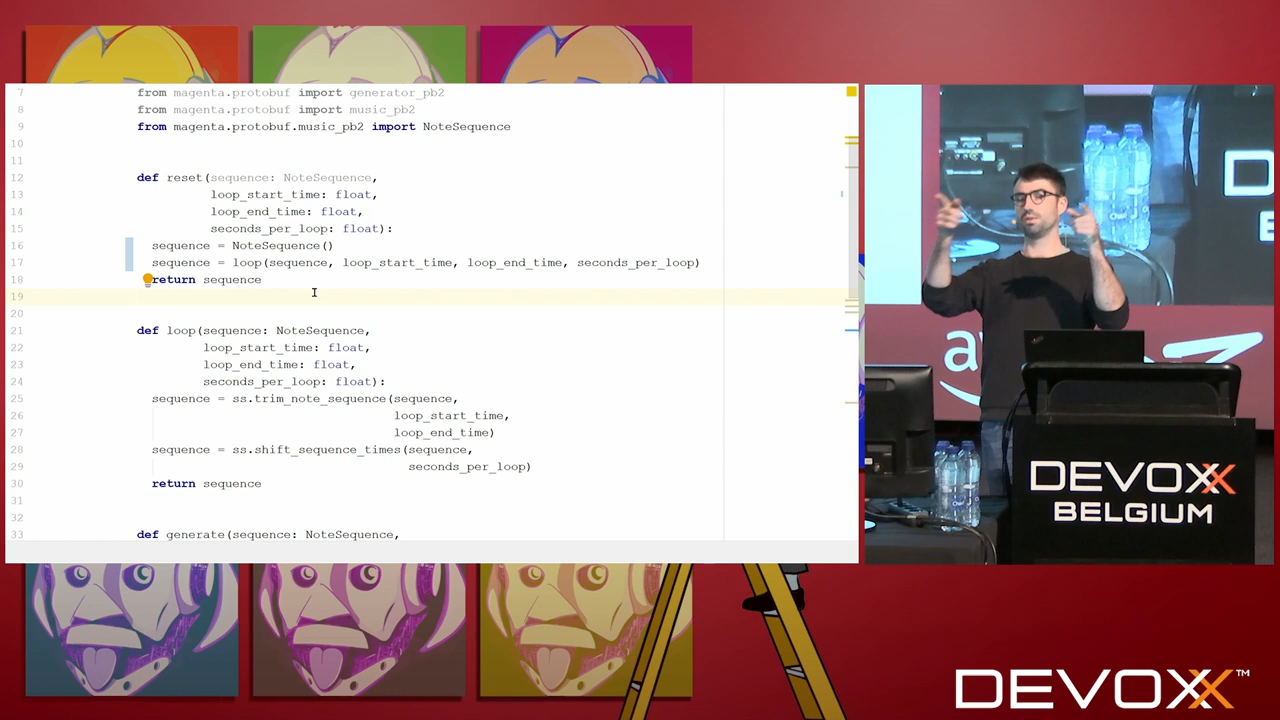 7 from magenta.protobuf import generator_pb2
8 from magenta.protobuf import music_pb2
9 from magenta.protobuf.music_pb2 import NoteSequence
10
11
12 def reset(sequence: NoteSequence,
13 loop_start_time: float,
14 loop_end_time: float,
15 seconds_per_loop: float):
16 sequence = NoteSequence()
17 sequence = loop(sequence, loop_start_time, loop_end_time, seconds_per_loop)
18 return sequence
19
20
21 def loop(sequence: NoteSequence,
22 loop_start_time: float,
23 loop_end_time: float,
24 seconds_per_loop: float):
25 sequence = ss.trim_note_sequence(sequence,
26 loop_start_time,
27 loop_end_time)
28 sequence = ss.shift_sequence_times(sequence,
29 seconds_per_loop)
30 return sequence
31
32
33 def generate(sequence: NoteSequence,
DEVOXX
BELGIUM
DEVOXX™